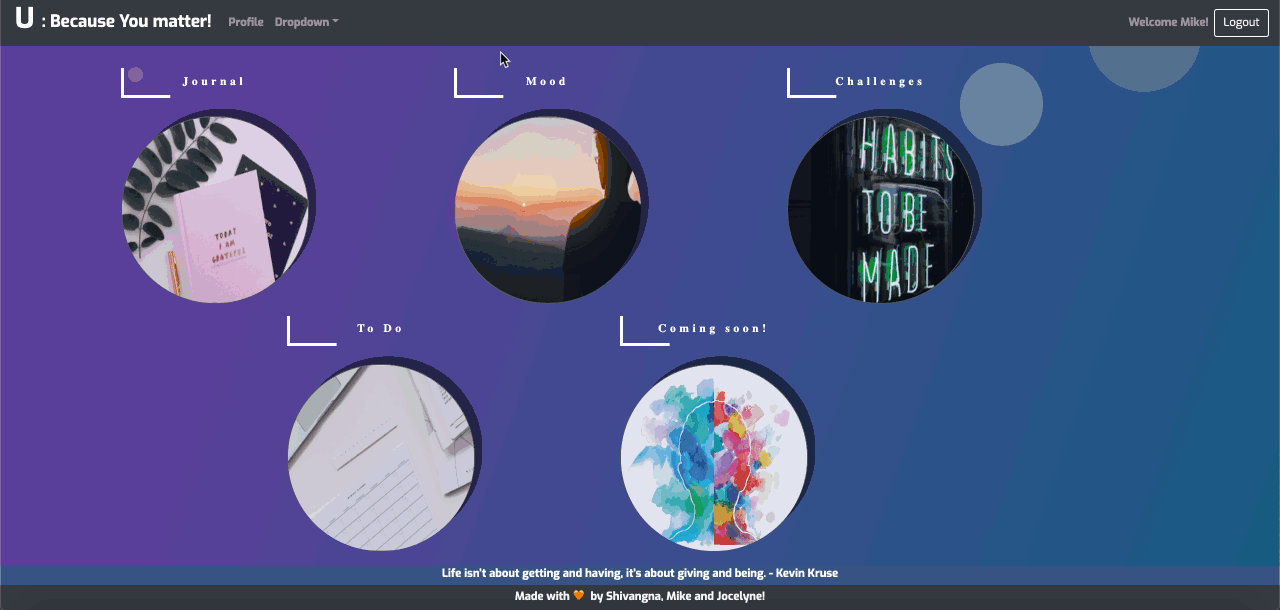 U : Because You matter! Profile Dropdown Welcome Mike! Logout
Journal Mood Challenges
TODAY
I AM
GRATEFUL
HABITS
TO BE
MADE
To Do Coming soon!
Life isn't about getting and having, it's about giving and being. - Kevin Kruse
Made with 🧡 by Shivangna, Mike and Jocelyne!